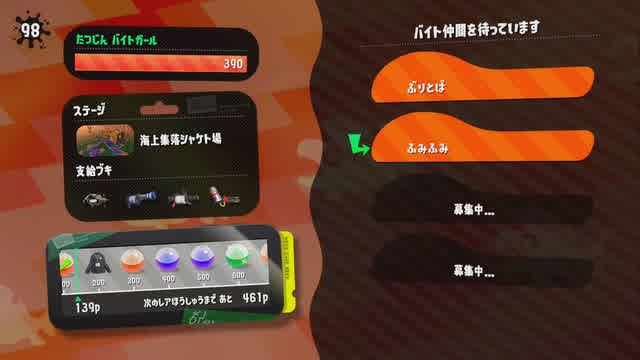 98
たつじん バイトガール
390
ステージ
海上集落シャケト場
支給ブキ
200 300 400 500 600
139p
次のレアほうしゅうまで あと 461p
バイト仲間を待っています
ぷりとぱ
ふみふみ
募集中...
募集中...